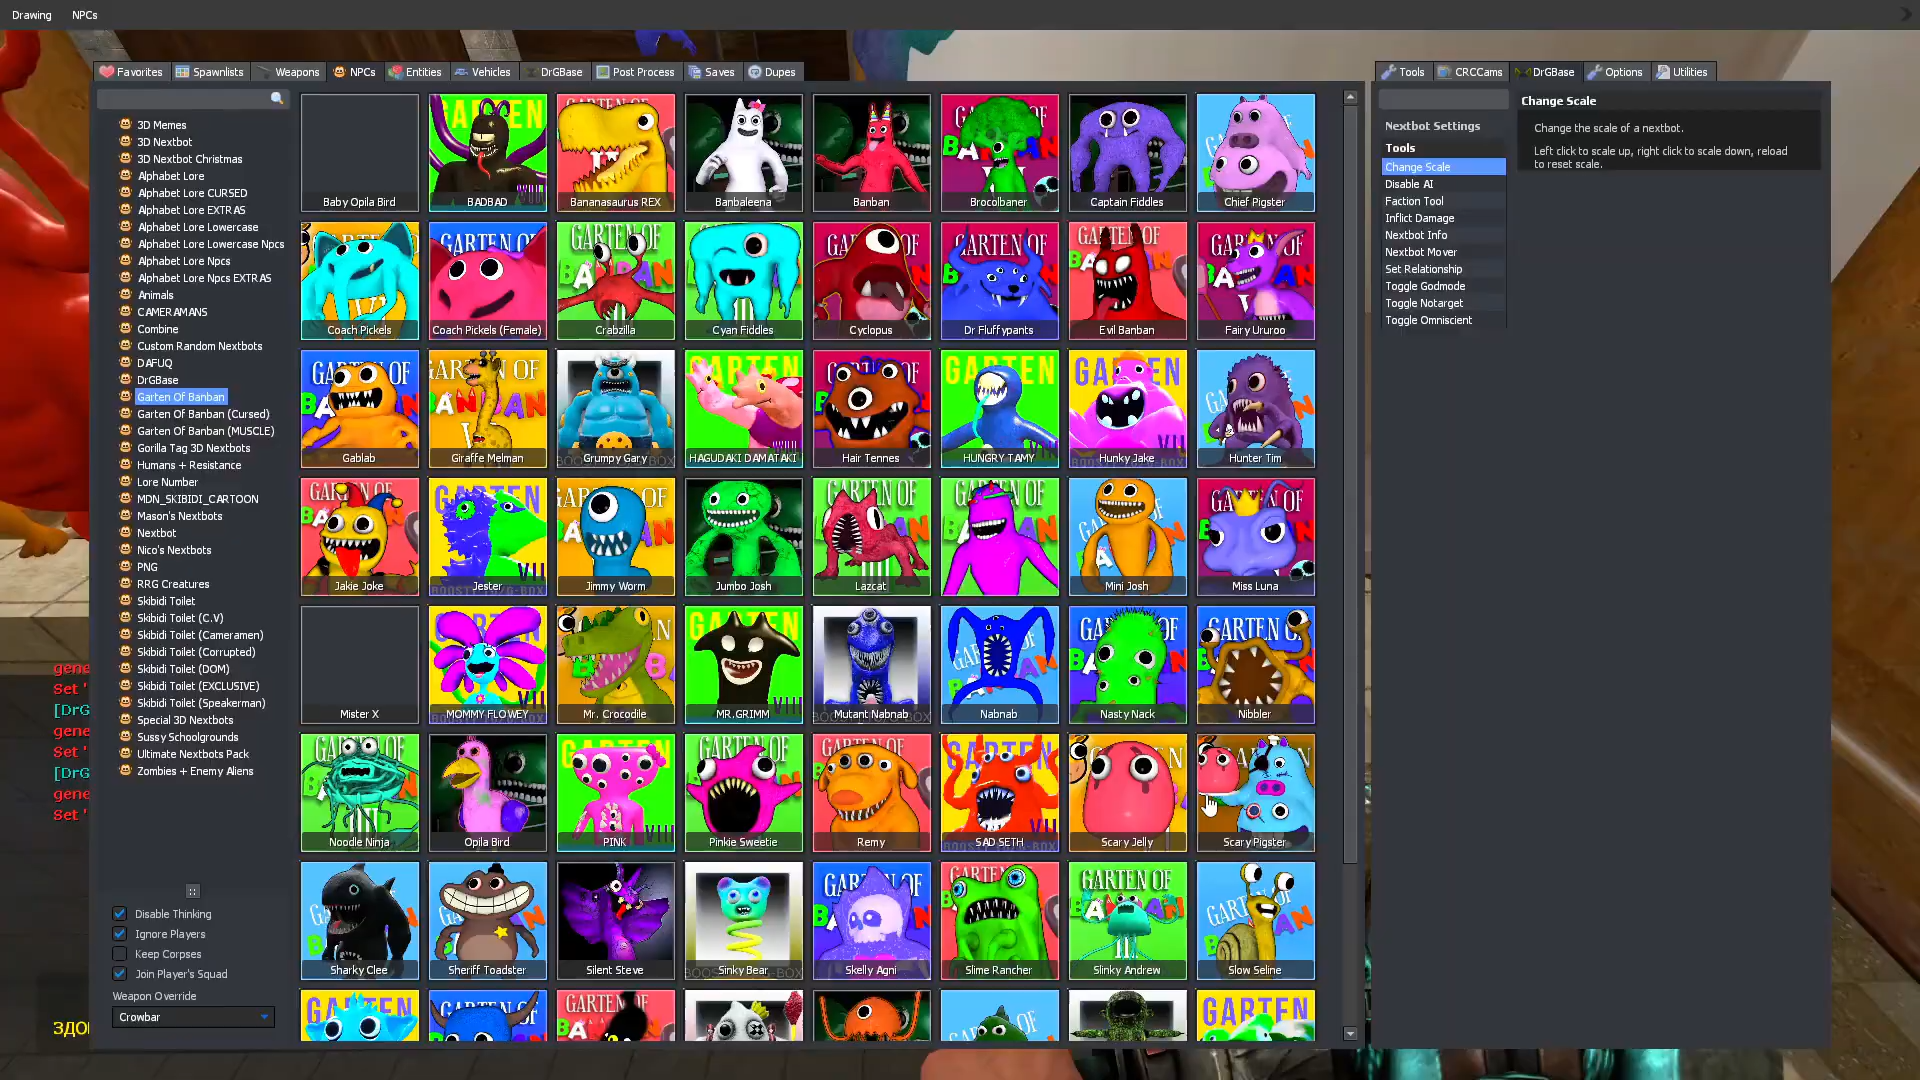 Drawing NPCs
Favorites Spawnlists Weapons NPCs Entities Vehicles DrGBase Post Process Saves Dupes
3D Memes
3D Nextbot
3D Nextbot Christmas
Alphabet Lore
Alphabet Lore CURSED
Alphabet Lore EXTRAS
Alphabet Lore Lowercase
Alphabet Lore Lowercase Npcs
Alphabet Lore Npcs
Alphabet Lore Npcs EXTRAS
Animals
CAMERAMANS
Combine
Custom Random Nextbots
DAFUQ
DrGBase
Garten Of Banban
Garten Of Banban (Cursed)
Garten Of Banban (MUSCLE)
Gorilla Tag 3D Nextbots
Humans + Resistance
Lore Number
MDN_SKIBIDI_CARTOON
Mason's Nextbots
Nextbot
Nico's Nextbots
PNG
RRG Creatures
Skibidi Toilet
Skibidi Toilet (C.V)
Skibidi Toilet (Cameramen)
Skibidi Toilet (Corrupted)
Skibidi Toilet (DOM)
Skibidi Toilet (EXCLUSIVE)
Skibidi Toilet (Speakerman)
Special 3D Nextbots
Sussy Schoolgrounds
Ultimate Nextbots Pack
Zombies + Enemy Aliens
Disable Thinking
Ignore Players
Keep Corpses
Join Player's Squad
Weapon Override
Crowbar
Baby Opila Bird BADBAD Bananasaurus REX Banbaleena Banban Brocolbaner Captain Fiddles Chief Pigster
Coach Pickels Coach Pickels (Female) Crabzilla Cyan Fiddles Cyclopus Dr Fluffypants Evil Banban Fairy Ururoo
Gablab Giraffe Melman Grumpy Gary HAGUDAKI DAMATAKI Hair Tennes HUNGRY TAMY Hunky Jake Hunter Tim
Jakie Joke Jester Jimmy Worm Jumbo Josh Lazcat Mini Josh Miss Luna
Mister X MOMMY FLOWEY Mr. Crocodile MR.GRIMM Mutant Nabnab Nabnab Nasty Nack Nibbler
Noodle Ninja Opila Bird PINK Pinkie Sweetie Remy SAD SETH Scary Jelly Scary Pigster
Sharky Clee Sheriff Toadster Silent Steve Sinky Bear Skelly Agni Slime Rancher Slinky Andrew Slow Seline
Tools CRCCams DrGBase Options Utilities
Nextbot Settings
Tools
Change Scale
Disable AI
Faction Tool
Inflict Damage
Nextbot Info
Nextbot Mover
Set Relationship
Toggle Godmode
Toggle Notarget
Toggle Omniscient
Change Scale
Change the scale of a nextbot.
Left click to scale up, right click to scale down, reload
to reset scale.
gene
Set '
[DrG
gene
Set '
[DrG
gene
Set '